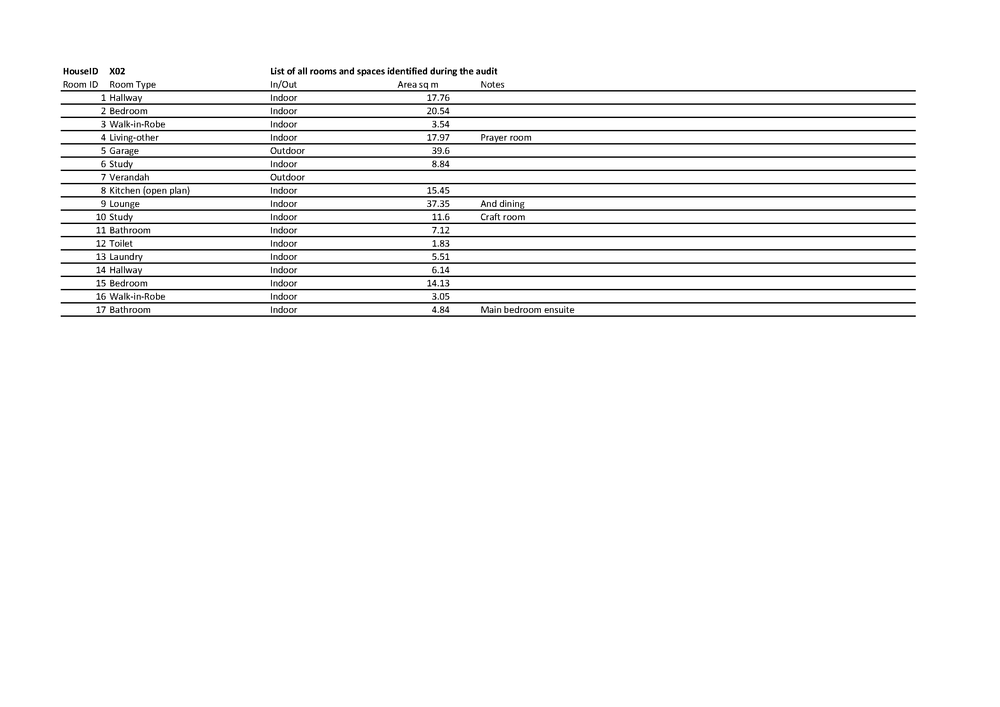 HouseID X02 List of all rooms and spaces identified during the audit
Room ID Room Type In/Out Area sq m Notes
1 Hallway Indoor 17.76
2 Bedroom Indoor 20.54
3 Walk-in-Robe Indoor 3.54
4 Living-other Indoor 17.97 Prayer room
5 Garage Outdoor 39.6
6 Study Indoor 8.84
7 Verandah Outdoor
8 Kitchen (open plan) Indoor 15.45
9 Lounge Indoor 37.35 And dining
10 Study Indoor 11.6 Craft room
11 Bathroom Indoor 7.12
12 Toilet Indoor 1.83
13 Laundry Indoor 5.51
14 Hallway Indoor 6.14
15 Bedroom Indoor 14.13
16 Walk-in-Robe Indoor 3.05
17 Bathroom Indoor 4.84 Main bedroom ensuite